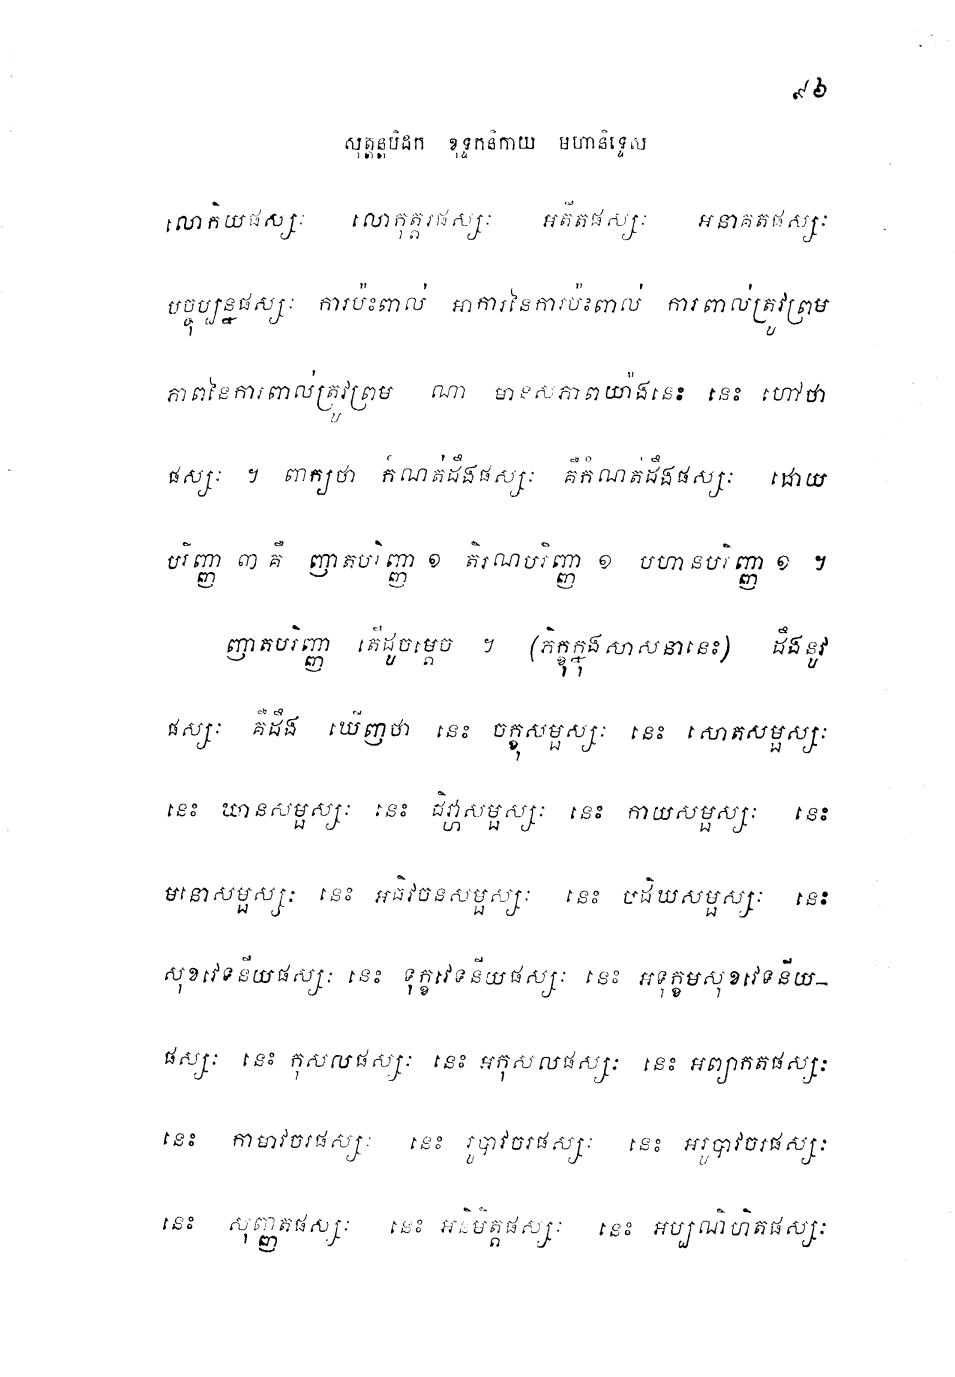 ៩៦
សុត្តន្តបិដក ខុទ្ទកនិកាយ មហានិទ្ទេស
លោកិយផស្សៈ លោកុត្តរផស្សៈ អតីតផស្សៈ អនាគតផស្សៈ
បច្ចុប្បន្នផស្សៈ ការប៉ះពាល់ អាការនៃការប៉ះពាល់ ការពាល់ត្រូវព្រម
ភាពនៃការពាល់ត្រូវព្រម ណា មានសភាពយ៉ាងនេះ នេះ ហៅថា
ផស្សៈ ។ ពាក្យថា កំណត់ដឹងផស្សៈ គឺកំណត់ដឹងផស្សៈ ដោយ
បរិញ្ញា ៣ គឺ ញាតបរិញ្ញា ១ តិរណបរិញ្ញា ១ បហានបរិញ្ញា ១ ។
ញាតបរិញ្ញា តើដូចម្តេច ។ (ភិក្ខុក្នុងសាសនានេះ) ដឹងនូវ
ផស្សៈ គឺដឹង ឃើញថា នេះ ចក្ខុសម្ផស្សៈ នេះ សោតសម្ផស្សៈ
នេះ ឃានសម្ផស្សៈ នេះ ជិវ្ហាសម្ផស្សៈ នេះ កាយសម្ផស្សៈ នេះ
មនោសម្ផស្សៈ នេះ អធិវចនសម្ផស្សៈ នេះ បដិឃសម្ផស្សៈ នេះ
សុខវេទនីយផស្សៈ នេះ ទុក្ខវេទនីយផស្សៈ នេះ អទុក្ខមសុខវេទនីយ-
ផស្សៈ នេះ កុសលផស្សៈ នេះ អកុសលផស្សៈ នេះ អព្យាកតផស្សៈ
នេះ កាមាវចរផស្សៈ នេះ រូបាវចរផស្សៈ នេះ អរូបាវចរផស្សៈ
នេះ សុញ្ញតផស្សៈ នេះ អនិមិត្តផស្សៈ នេះ អប្បណិហិតផស្សៈ